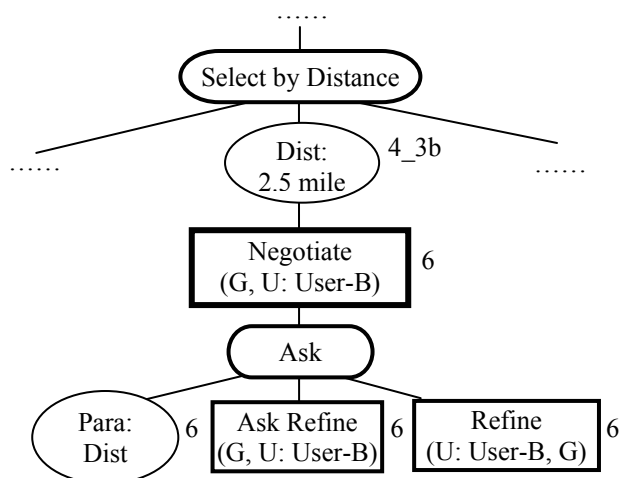 ......
Select by Distance
......
Dist:
2.5 mile
4_3b
......
Negotiate
(G, U: User-B)
6
Ask
Para:
Dist
6
Ask Refine
(G, U: User-B)
6
Refine
(U: User-B, G)
6